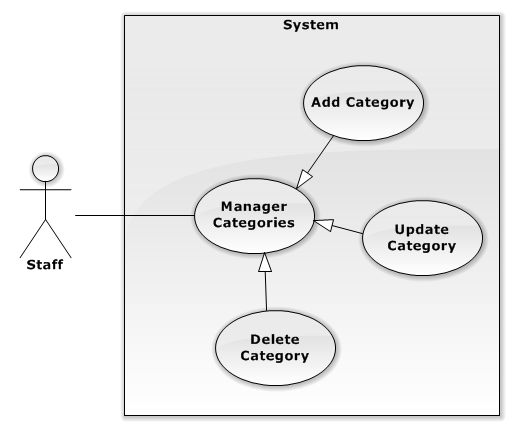 System
Add Category
Manager
Categories
Update
Category
Staff
Delete
Category